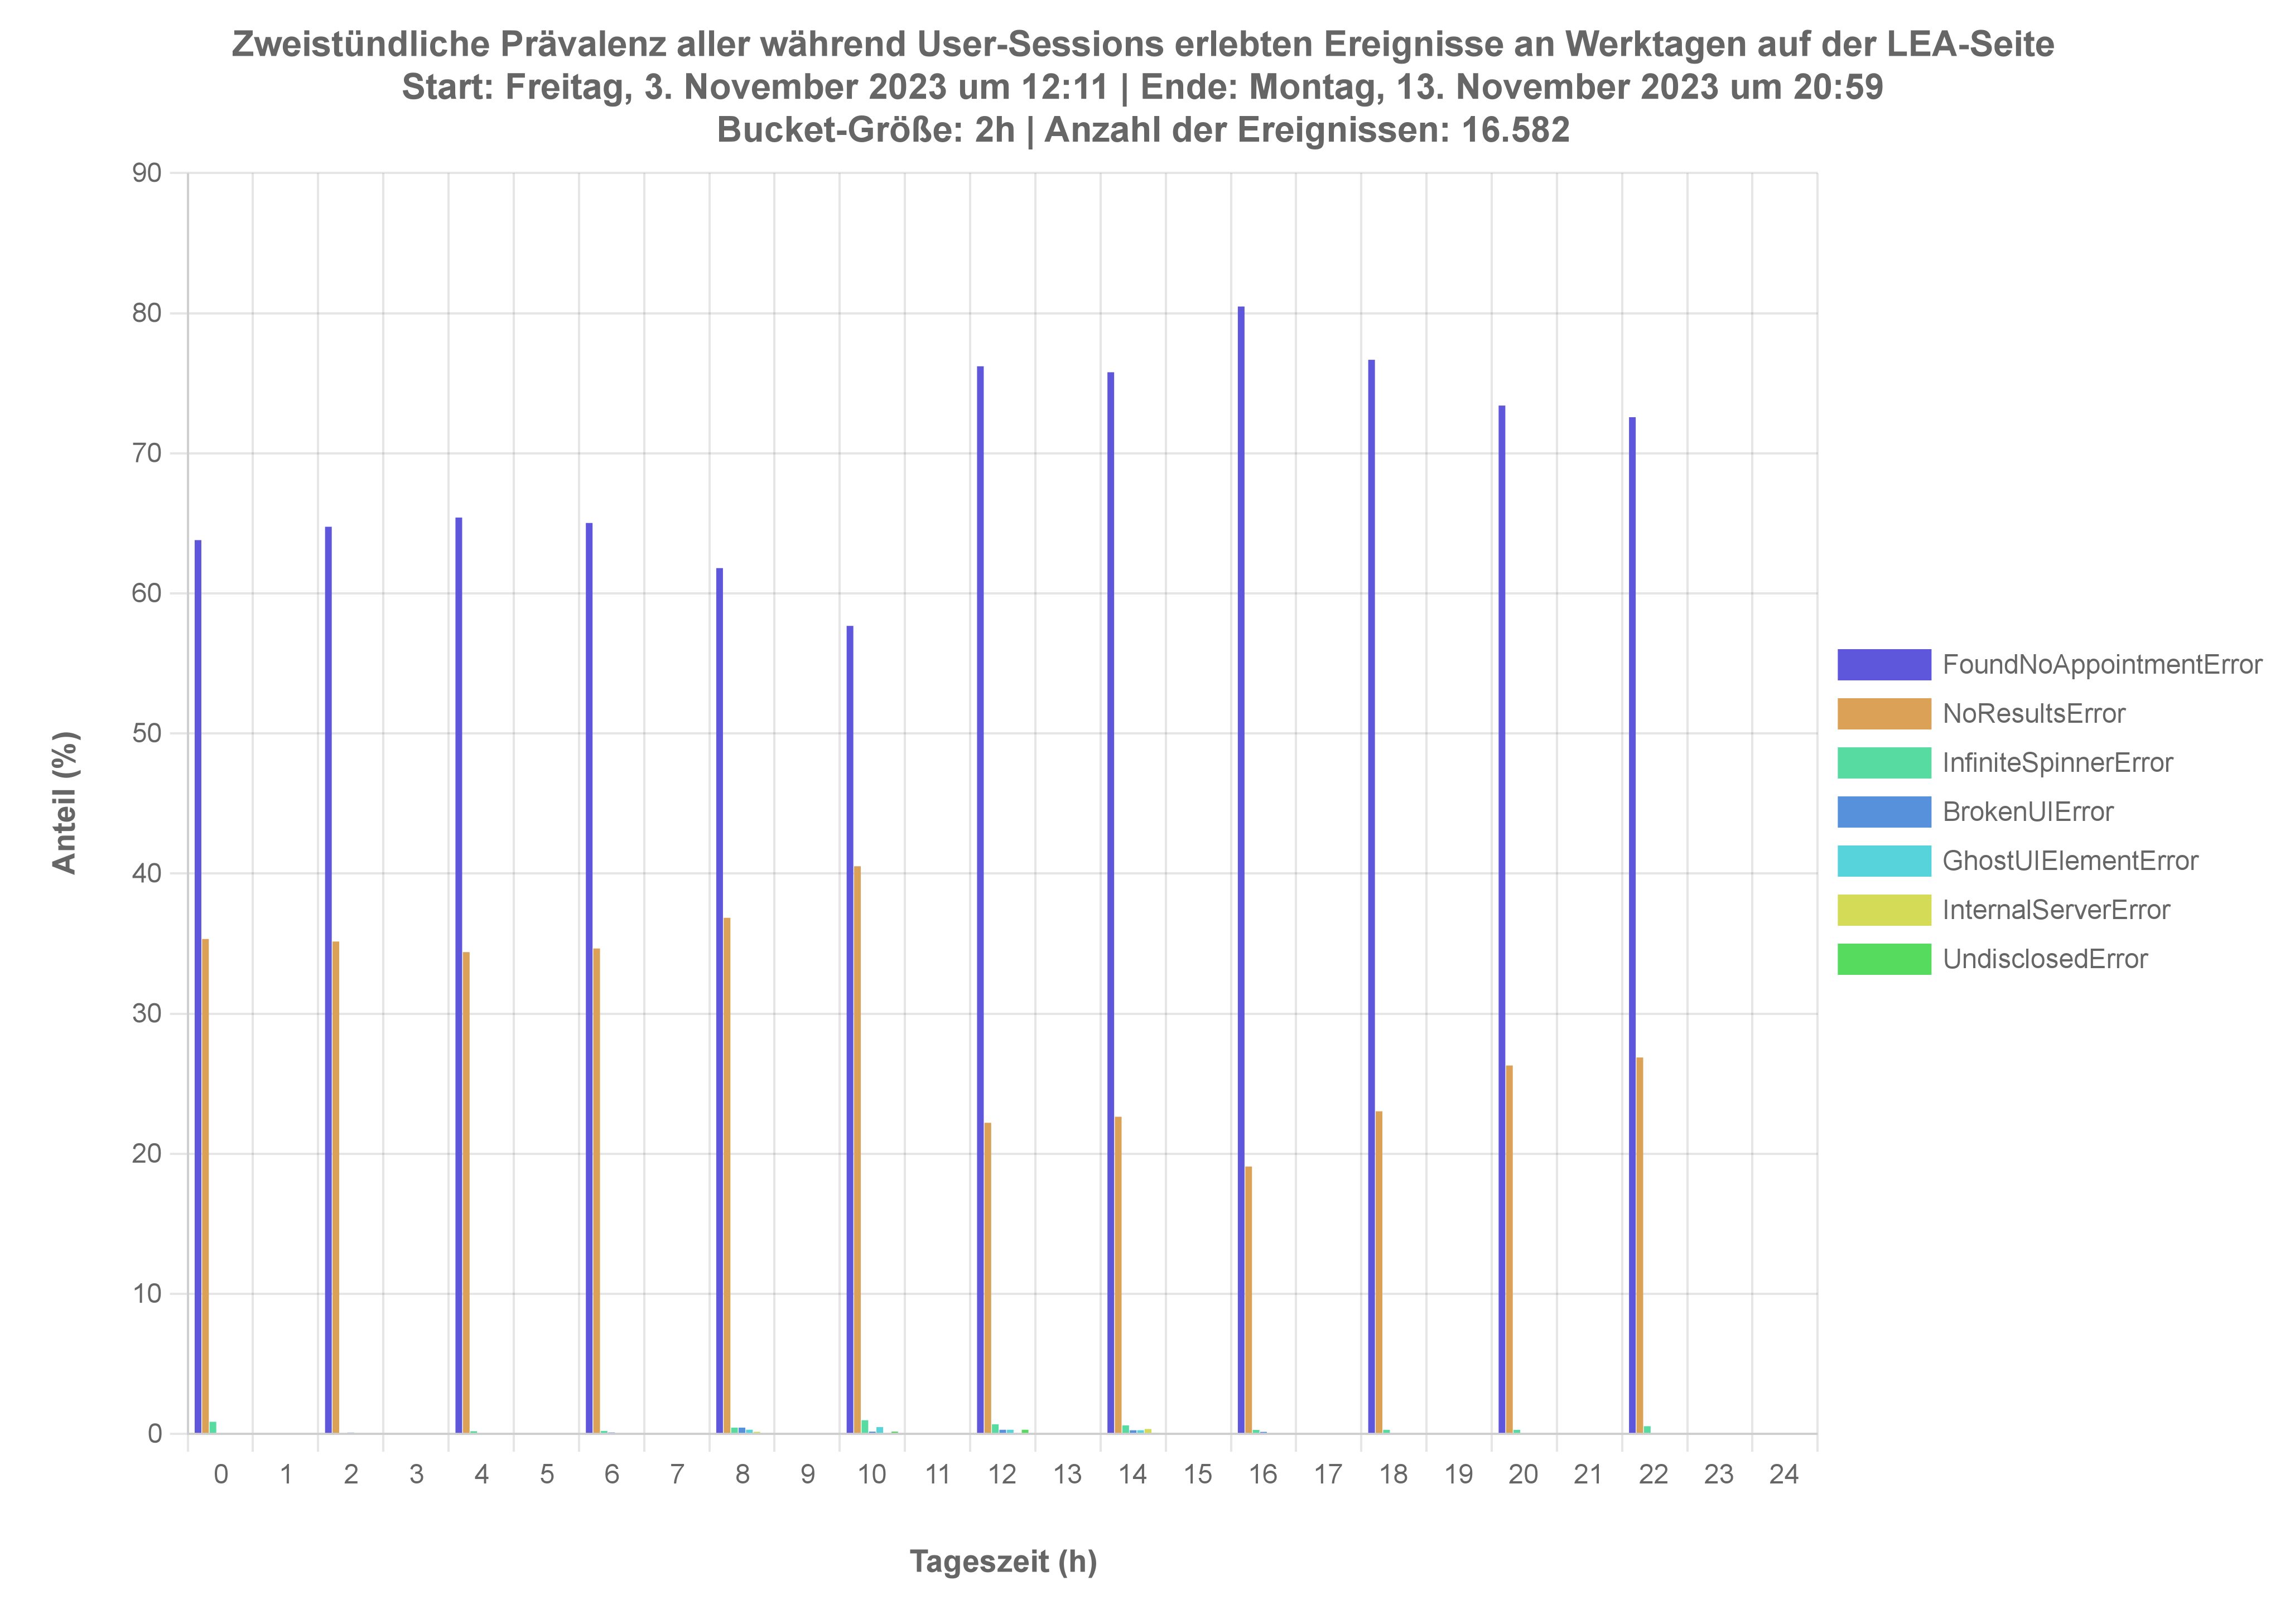 Zweistündliche Prävalenz aller während User-Sessions erlebten Ereignisse an Werktagen auf der LEA-Seite
Start: Freitag, 3. November 2023 um 12:11 | Ende: Montag, 13. November 2023 um 20:59
Bucket-Größe: 2h | Anzahl der Ereignissen: 16.582
90
80
70
60
50
40
30
20
10
0
Anteil (%)
0 1 2 3 4 5 6 7 8 9 10 11 12 13 14 15 16 17 18 19 20 21 22 23 24
Tageszeit (h)
FoundNoAppointmentError
NoResultsError
InfiniteSpinnerError
BrokenUIError
GhostUIElementError
InternalServerError
UndisclosedError